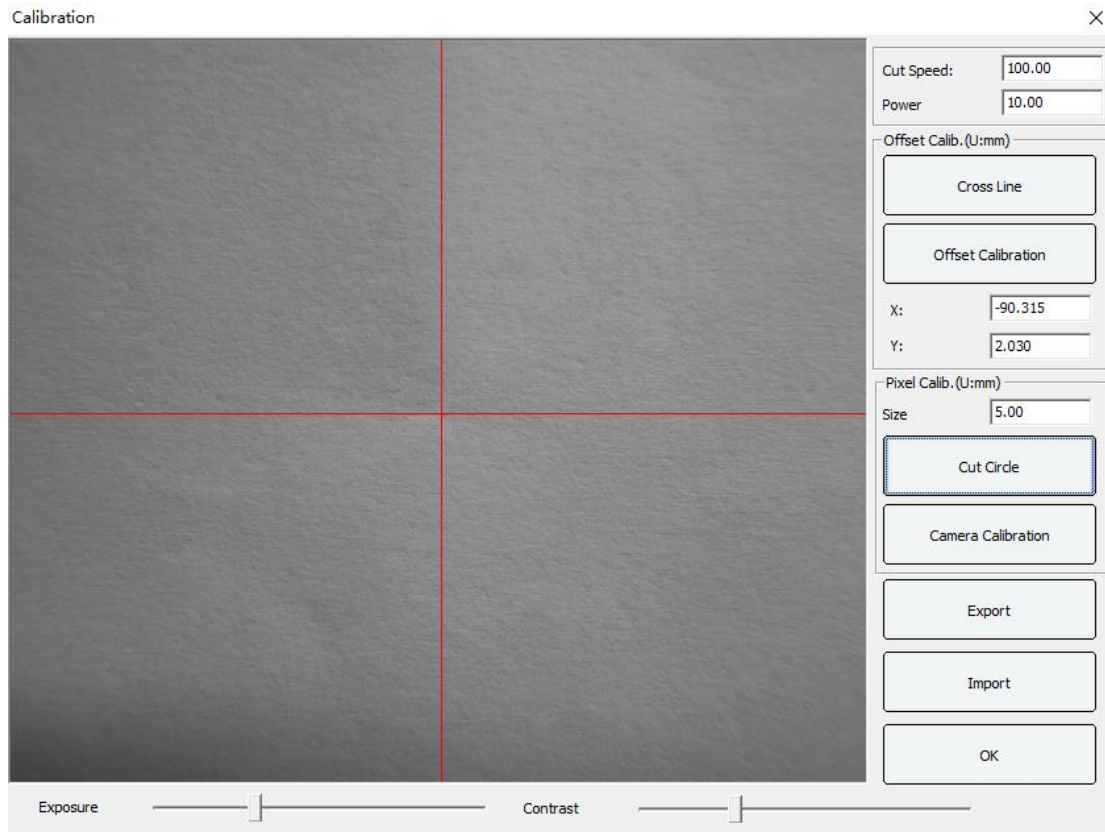 Calibration
Cut Speed: 100.00
Power 10.00
Offset Calib.(U:mm)
Cross Line
Offset Calibration
X: -90.315
Y: 2.030
Pixel Calib.(U:mm)
Size 5.00
Cut Circle
Camera Calibration
Export
Import
OK
Exposure Contrast